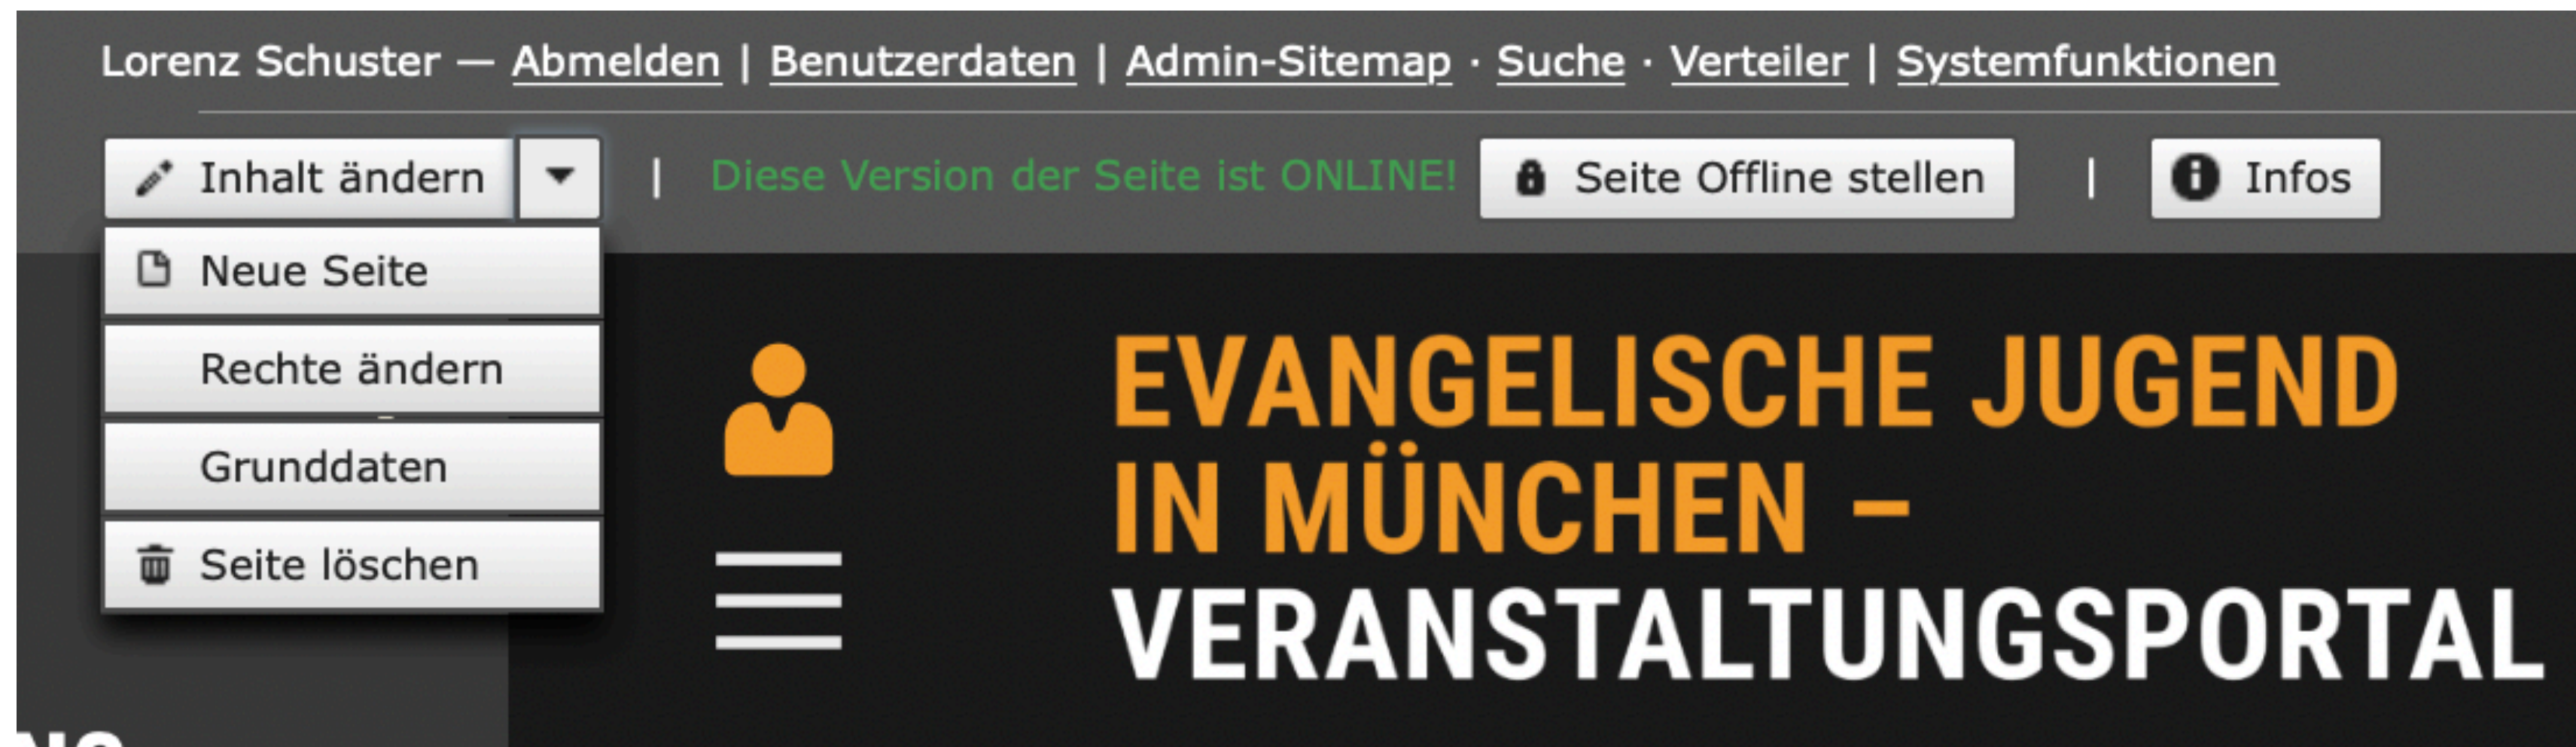 Lorenz Schuster — Abmelden | Benutzerdaten | Admin-Sitemap · Suche · Verteiler | Systemfunktionen
Inhalt ändern | Diese Version der Seite ist ONLINE! Seite Offline stellen | Infos
Neue Seite
Rechte ändern
Grunddaten
Seite löschen
EVANGELISCHE JUGEND
IN MÜNCHEN –
VERANSTALTUNGSPORTAL